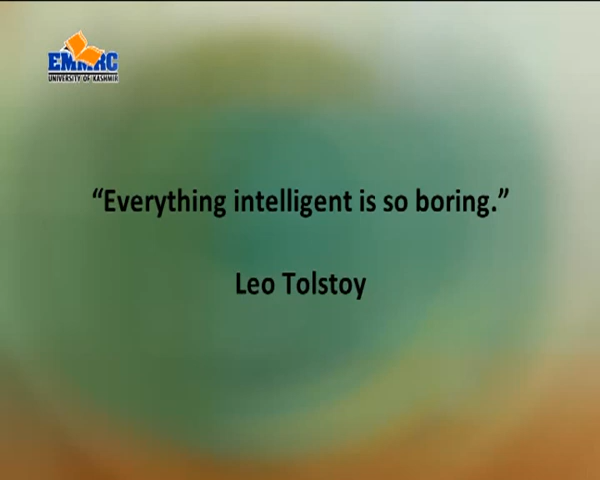 EMMRC
UNIVERSITY OF KASHMIR
“Everything intelligent is so boring.”
Leo Tolstoy